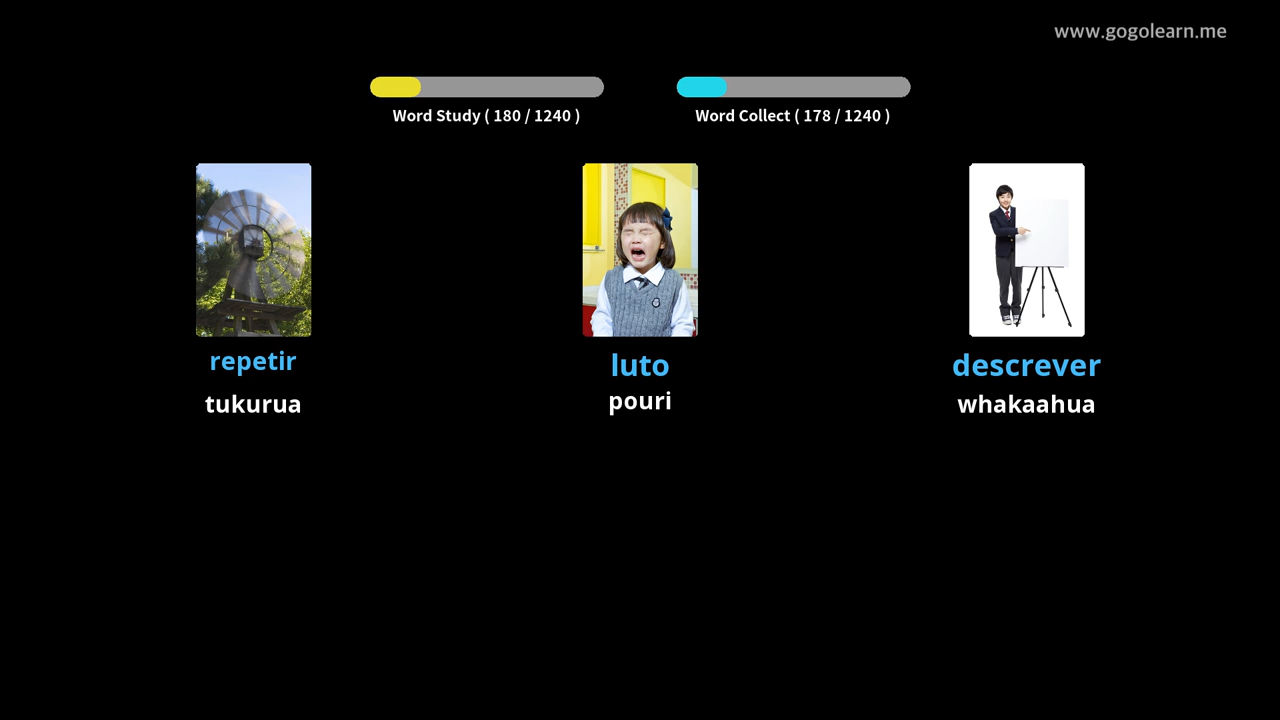 www.gogolearn.me
Word Study ( 180 / 1240 )
Word Collect ( 178 / 1240 )
repetir
tukurua
luto
pouri
descrever
whakaahua